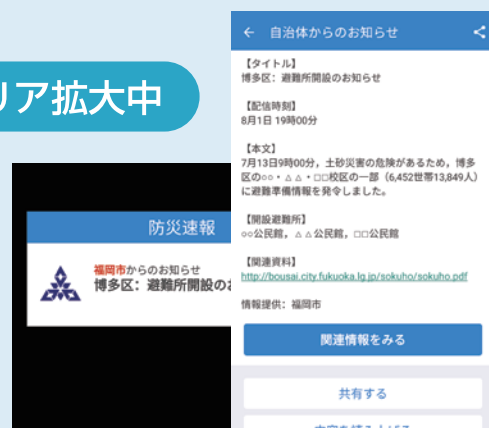 リア拡大中
防災速報
福岡市からのお知らせ
博多区：避難所開設の
自治体からのお知らせ
【タイトル】
博多区：避難所開設のお知らせ
【配信時刻】
8月1日 19時00分
【本文】
7月13日9時00分，土砂災害の危険があるため，博多
区の○○・△△・□□校区の一部（6,452世帯13,849人）
に避難準備情報を発令しました。
【開設避難所】
○○公民館，△△公民館，□□公民館
【関連資料】
http://bousai.city.fukuoka.lg.jp/sokuho/sokuho.pdf
情報提供：福岡市
関連情報をみる
共有する
内容を読み上げる